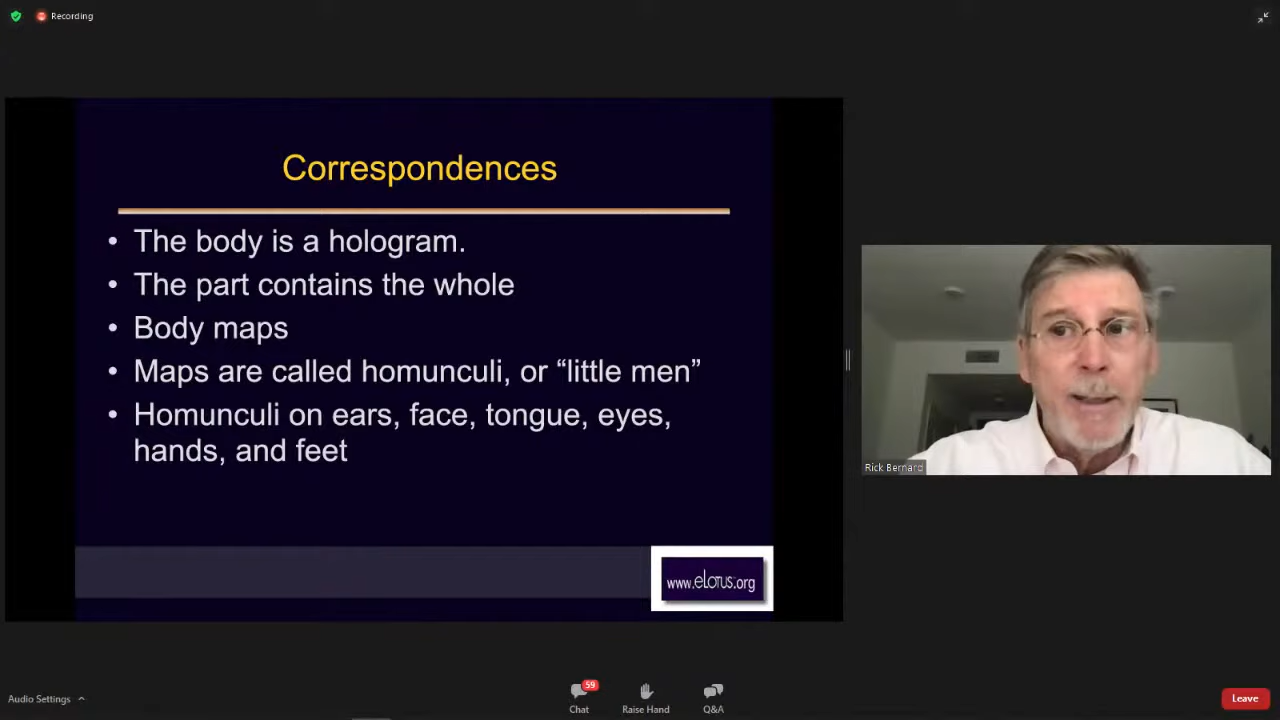 Recording
Correspondences
• The body is a hologram.
• The part contains the whole
• Body maps
• Maps are called homunculi, or “little men”
• Homunculi on ears, face, tongue, eyes,
hands, and feet
www.eLotus.org
Rick Bernard
Audio Settings
59
Chat
Raise Hand
Q&A
Leave